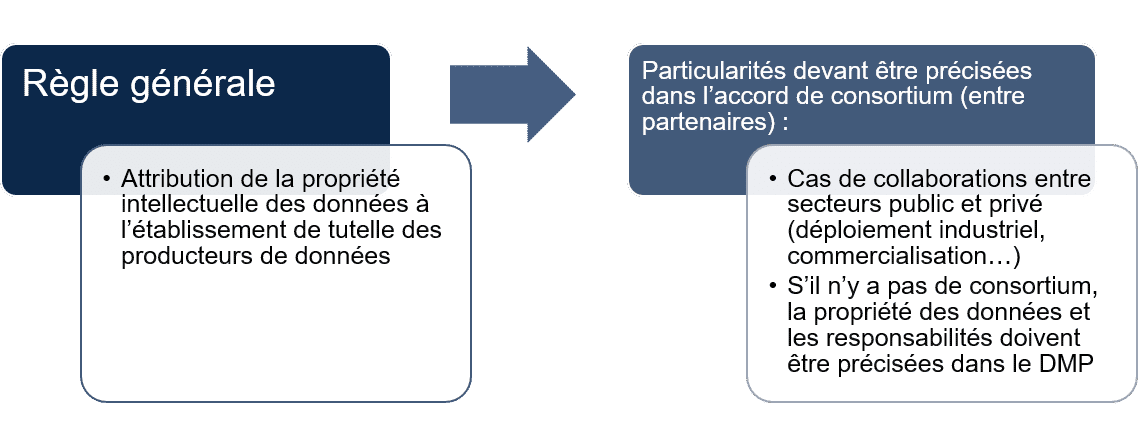 Règle générale
• Attribution de la propriété
intellectuelle des données à
l’établissement de tutelle des
producteurs de données
Particularités devant être précisées
dans l’accord de consortium (entre
partenaires) :
• Cas de collaborations entre
secteurs public et privé
(déploiement industriel,
commercialisation…)
• S’il n’y a pas de consortium,
la propriété des données et
les responsabilités doivent
être précisées dans le DMP